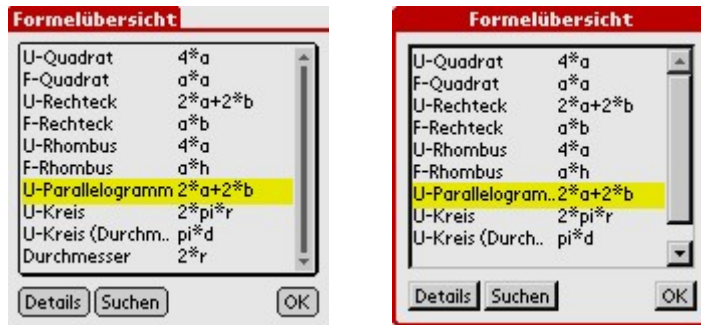 Formelübersicht
U-Quadrat 4*a
F-Quadrat a*a
U-Rechteck 2*a+2*b
F-Rechteck a*b
U-Rhombus 4*a
F-Rhombus a*h
U-Parallelogramm 2*a+2*b
U-Kreis 2*pi*r
U-Kreis (Durchm.. pi*d
Durchmesser 2*r
Details Suchen OK
Formelübersicht
U-Quadrat 4*a
F-Quadrat a*a
U-Rechteck 2*a+2*b
F-Rechteck a*b
U-Rhombus 4*a
F-Rhombus a*h
U-Parallelogram.. 2*a+2*b
U-Kreis 2*pi*r
U-Kreis (Durch.. pi*d
Details Suchen OK